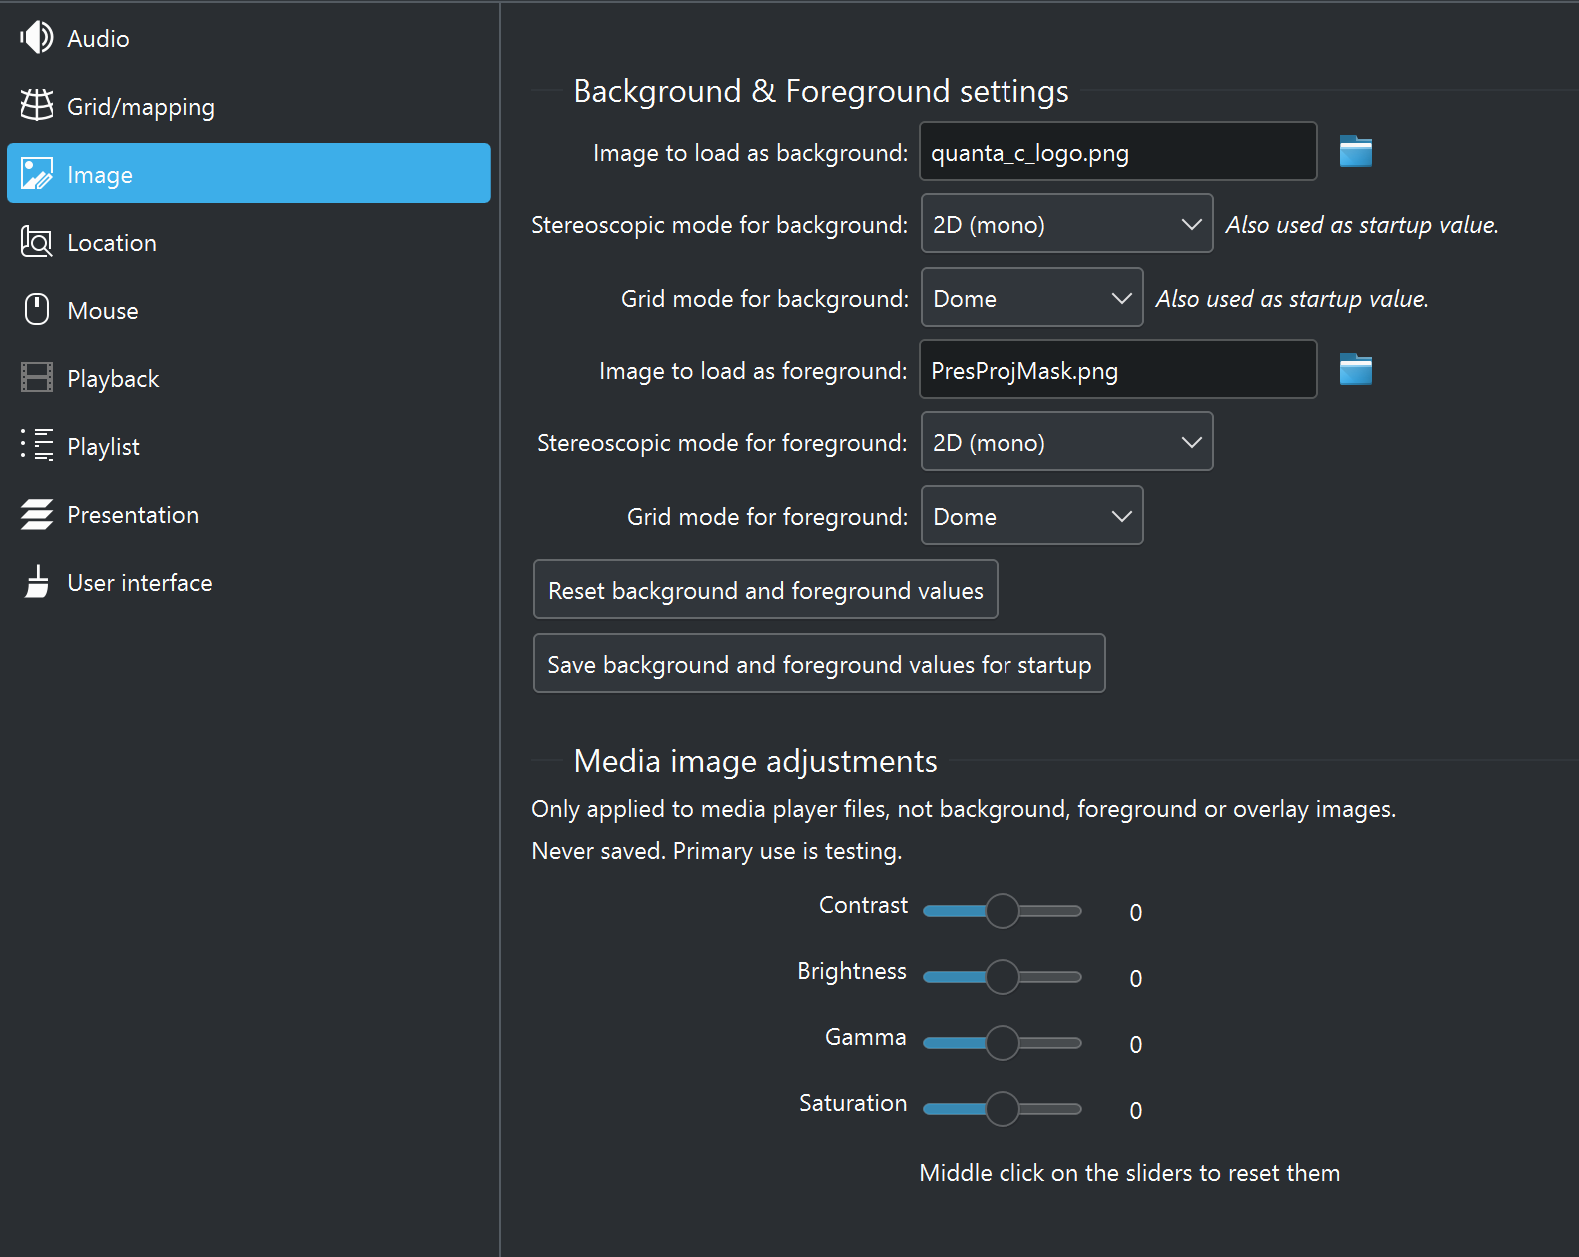 Audio
Grid/mapping
Image
Location
Mouse
Playback
Playlist
Presentation
User interface
Background & Foreground settings
Image to load as background: quanta_c_logo.png
Stereoscopic mode for background: 2D (mono) Also used as startup value.
Grid mode for background: Dome Also used as startup value.
Image to load as foreground: PresProjMask.png
Stereoscopic mode for foreground: 2D (mono)
Grid mode for foreground: Dome
Reset background and foreground values
Save background and foreground values for startup
Media image adjustments
Only applied to media player files, not background, foreground or overlay images.
Never saved. Primary use is testing.
Contrast 0
Brightness 0
Gamma 0
Saturation 0
Middle click on the sliders to reset them